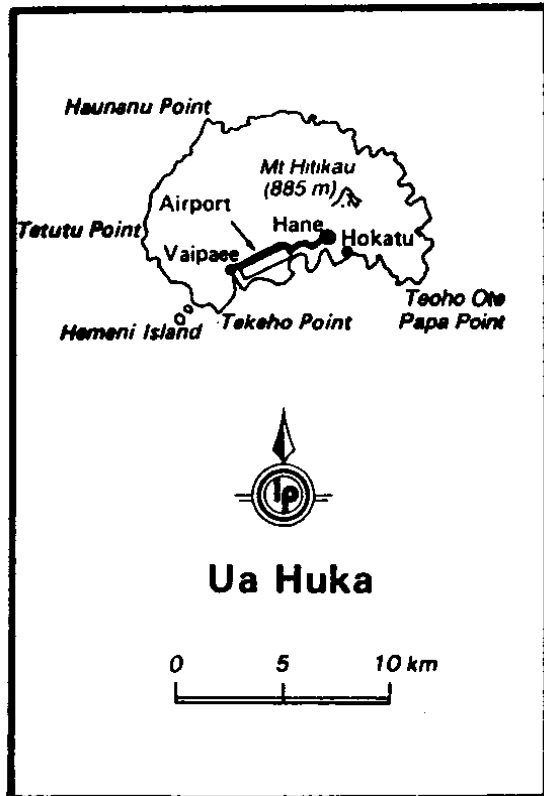 Haunanu Point
Mt Hitikau
(885 m)
Airport
Hane
Hokatu
Tetutu Point
Vaipaee
Teoho Ote
Papa Point
Hemeni Island
Tekeho Point
lp
Ua Huka
0 5 10 km